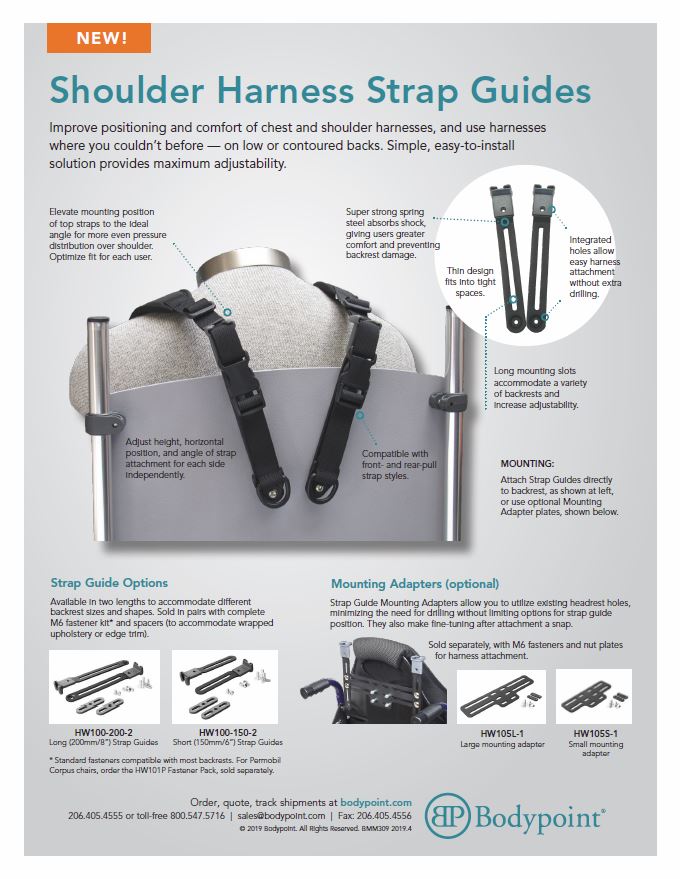 NEW!
Shoulder Harness Strap Guides
Improve positioning and comfort of chest and shoulder harnesses, and use harnesses
where you couldn’t before — on low or contoured backs. Simple, easy-to-install
solution provides maximum adjustability.
Elevate mounting position
of top straps to the ideal
angle for more even pressure
distribution over shoulder.
Optimize fit for each user.
Super strong spring
steel absorbs shock,
giving users greater
comfort and preventing
backrest damage.
Thin design
fits into tight
spaces.
Integrated
holes allow
easy harness
attachment
without extra
drilling.
Long mounting slots
accommodate a variety
of backrests and
increase adjustability.
Adjust height, horizontal
position, and angle of strap
attachment for each side
independently.
Compatible with
front- and rear-pull
strap styles.
MOUNTING:
Attach Strap Guides directly
to backrest, as shown at left,
or use optional Mounting
Adapter plates, shown below.
Strap Guide Options
Available in two lengths to accommodate different
backrest sizes and shapes. Sold in pairs with complete
M6 fastener kit* and spacers (to accommodate wrapped
upholstery or edge trim).
HW100-200-2
Long (200mm/8”) Strap Guides
HW100-150-2
Short (150mm/6”) Strap Guides
* Standard fasteners compatible with most backrests. For Permobil
Corpus chairs, order the HW101P Fastener Pack, sold separately.
Mounting Adapters (optional)
Strap Guide Mounting Adapters allow you to utilize existing headrest holes,
minimizing the need for drilling without limiting options for strap guide
position. They also make fine-tuning after attachment a snap.
Sold separately, with M6 fasteners and nut plates
for harness attachment.
HW105L-1
Large mounting adapter
HW105S-1
Small mounting
adapter
Order, quote, track shipments at bodypoint.com
206.405.4555 or toll-free 800.547.5716 | sales@bodypoint.com | Fax: 206.405.4556
© 2019 Bodypoint. All Rights Reserved. BMM309 2019.4
BP Bodypoint®